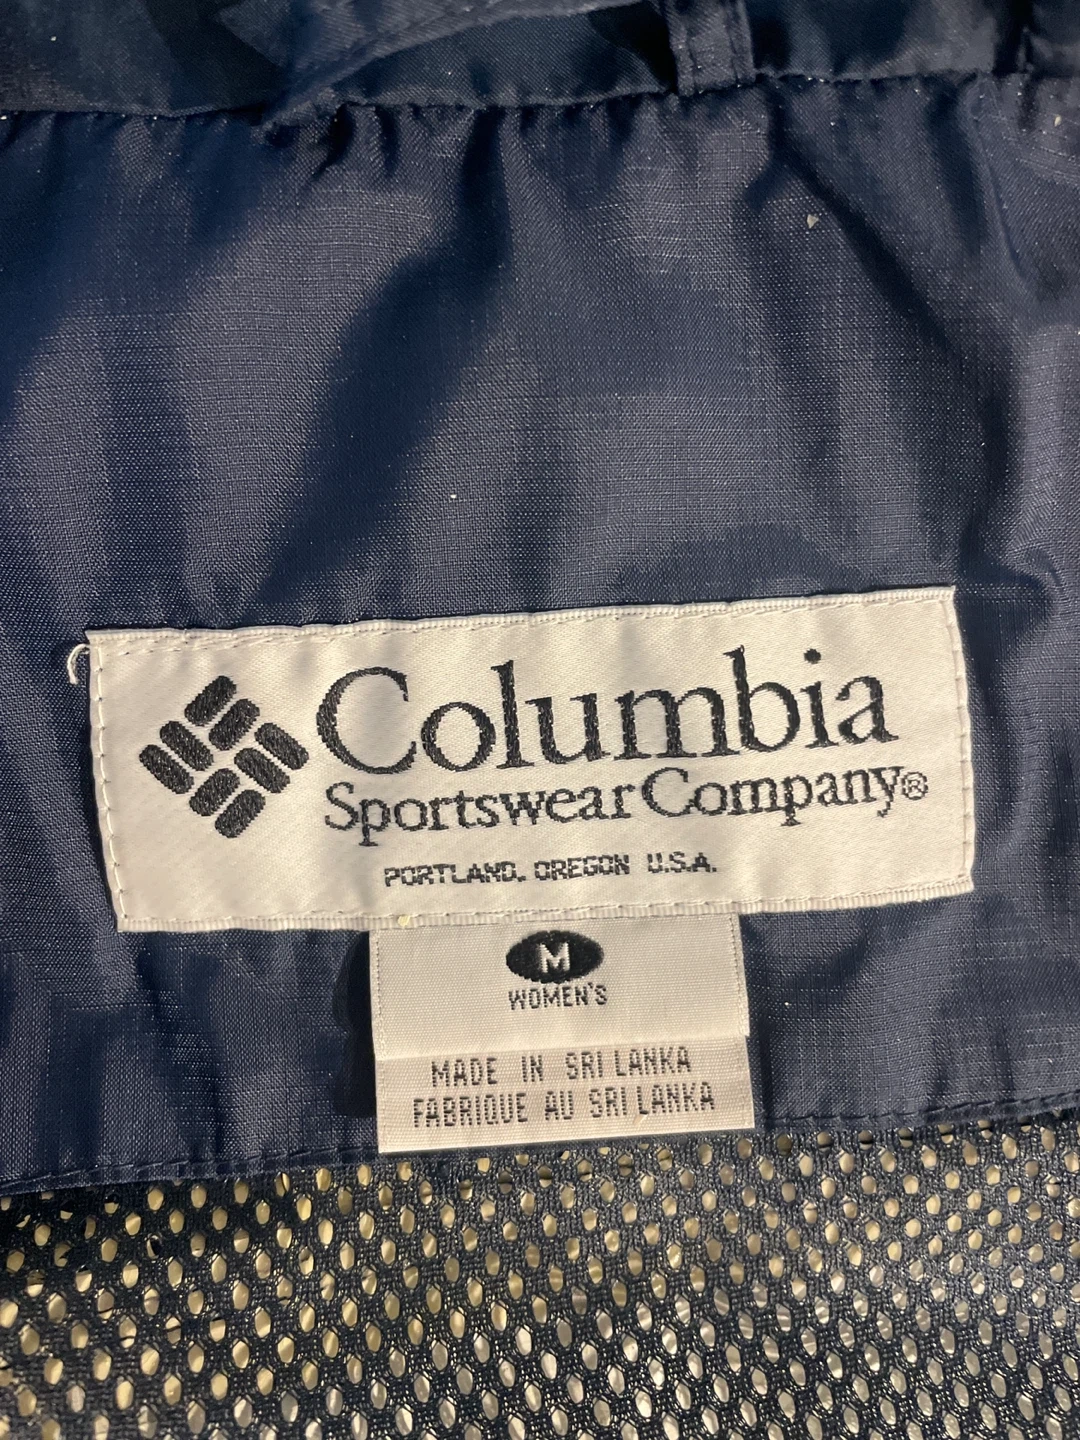 Columbia
Sportswear Company®
PORTLAND, OREGON U.S.A.
M
WOMEN'S
MADE IN SRI LANKA
FABRIQUE AU SRI LANKA